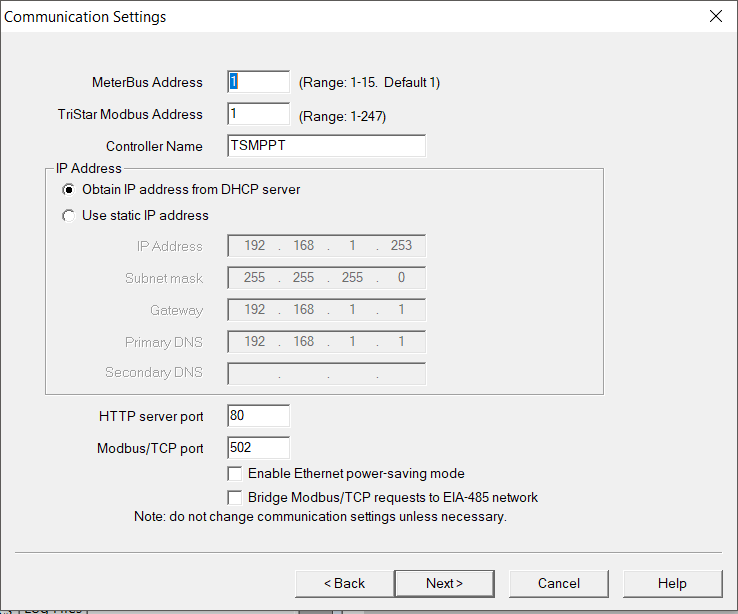 Communication Settings
MeterBus Address 1 (Range: 1-15. Default 1)
TriStar Modbus Address 1 (Range: 1-247)
Controller Name TSMPPT
IP Address
Obtain IP address from DHCP server
Use static IP address
IP Address 192 . 168 . 1 . 253
Subnet mask 255 . 255 . 255 . 0
Gateway 192 . 168 . 1 . 1
Primary DNS 192 . 168 . 1 . 1
Secondary DNS . . .
HTTP server port 80
Modbus/TCP port 502
Enable Ethernet power-saving mode
Bridge Modbus/TCP requests to EIA-485 network
Note: do not change communication settings unless necessary.
< Back Next > Cancel Help